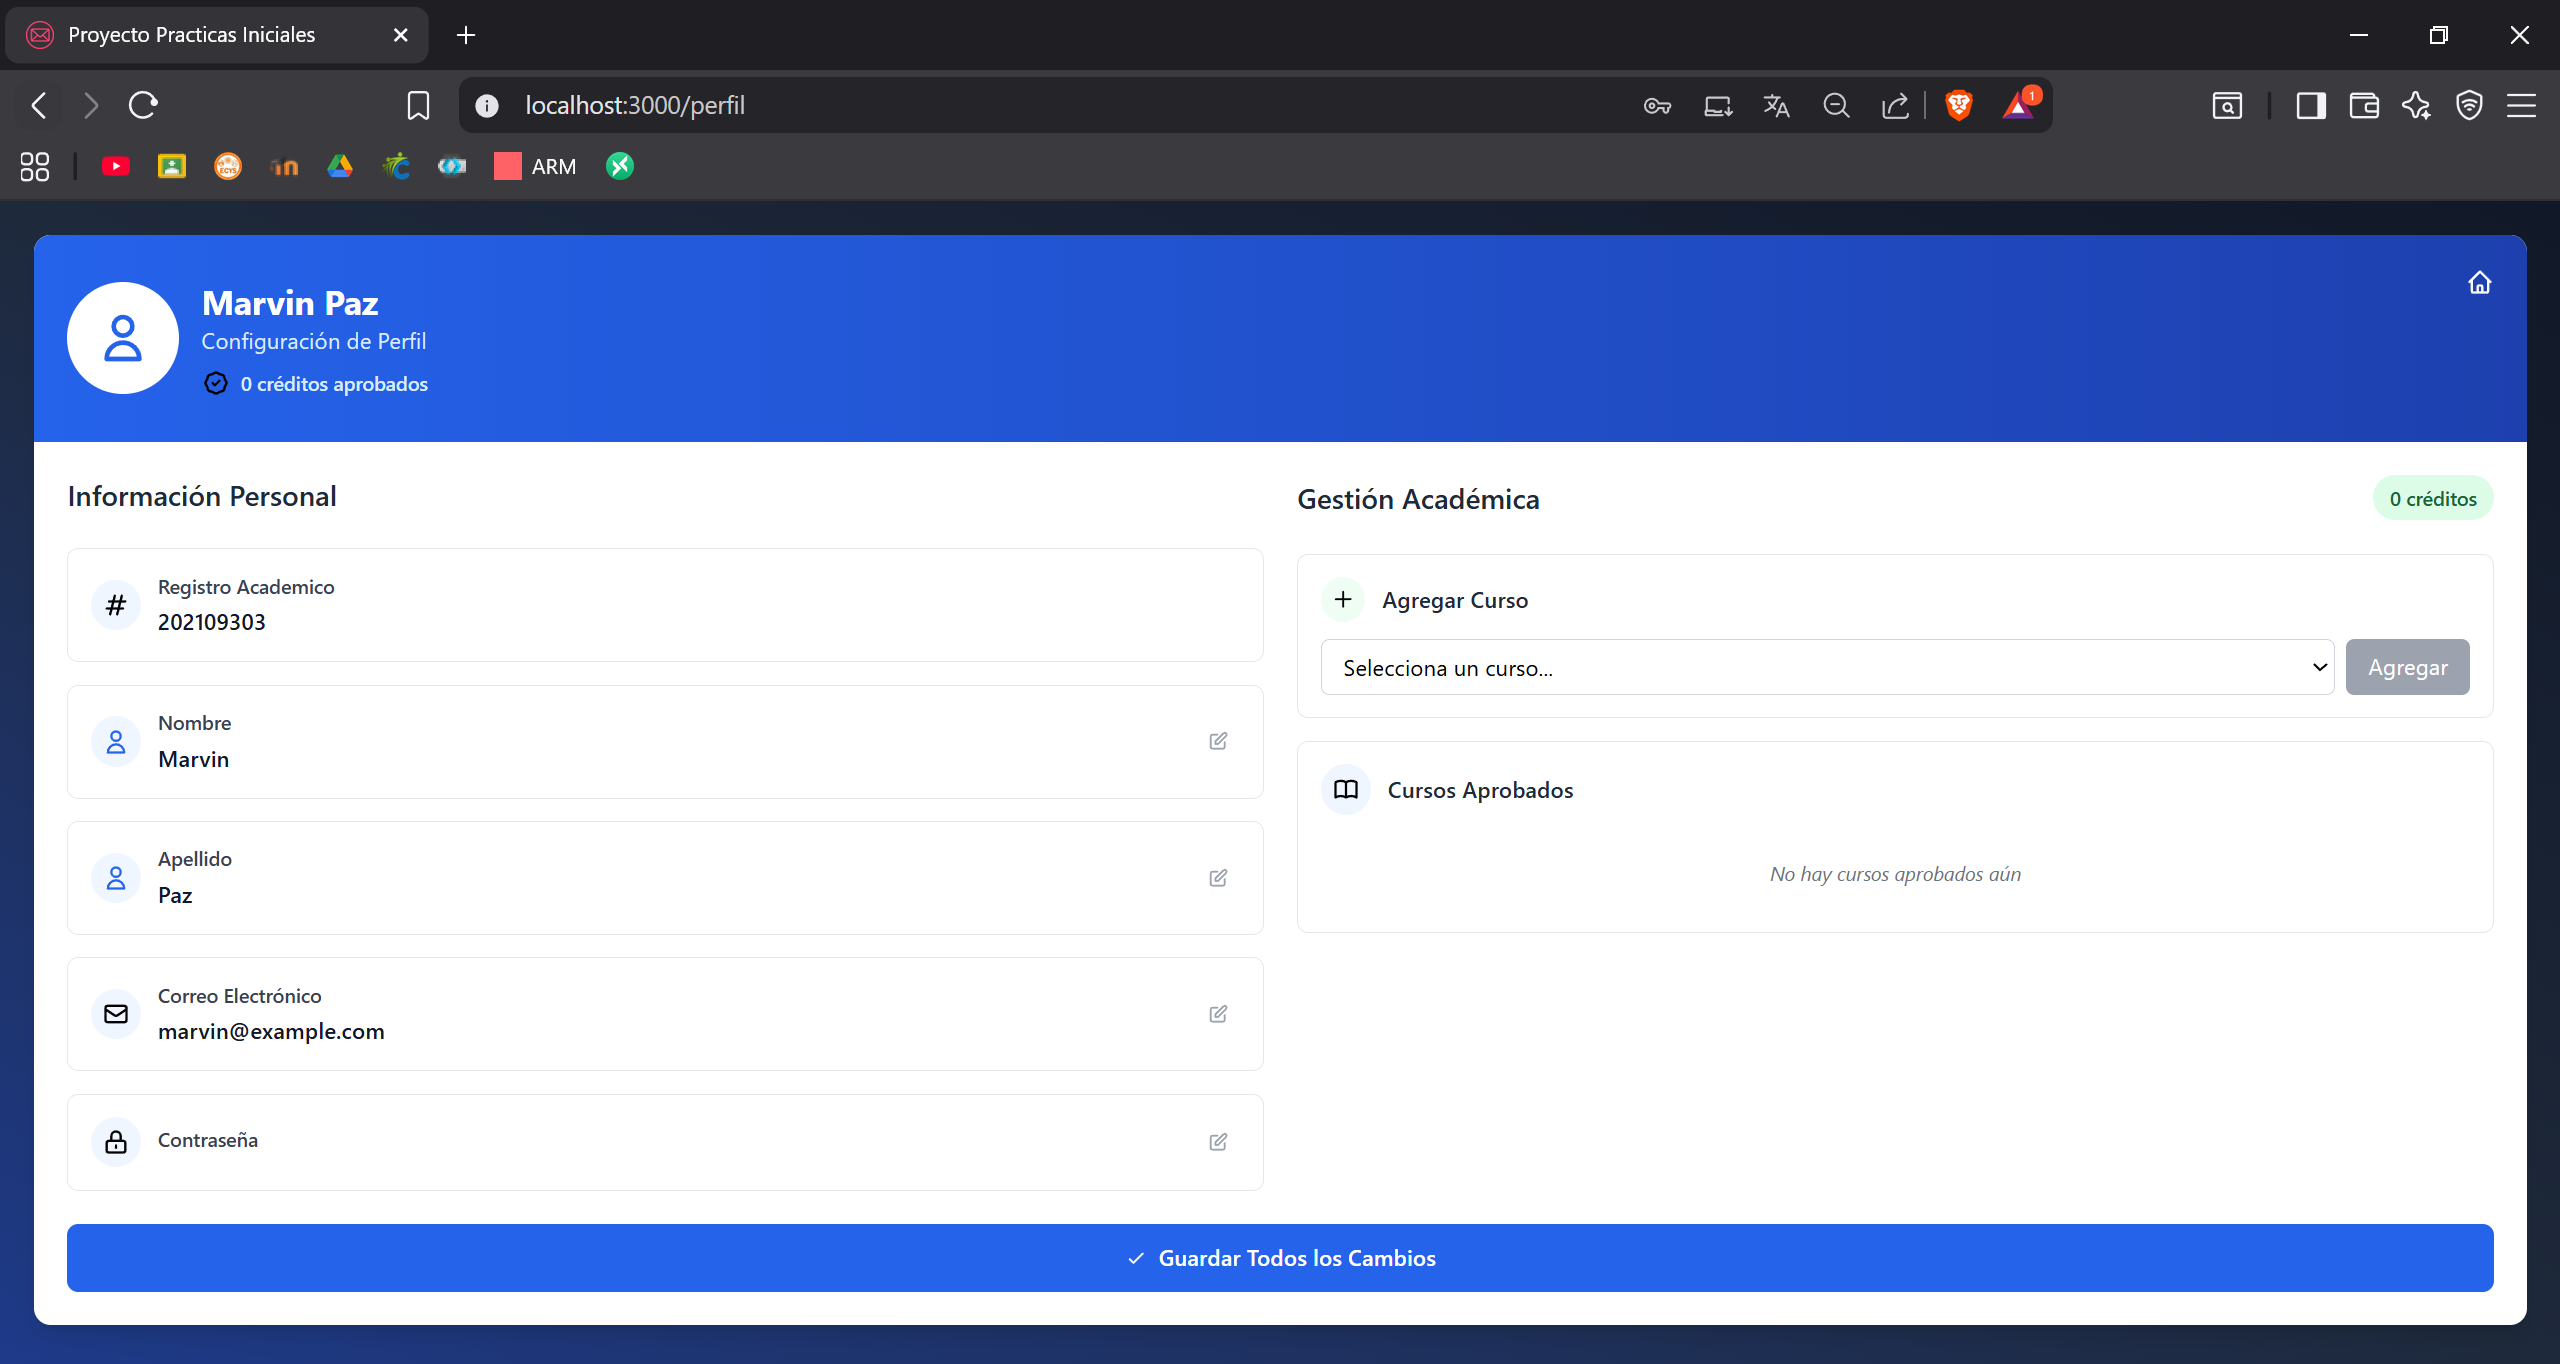 Proyecto Practicas Iniciales
localhost:3000/perfil
1
ECYS
ARM
Marvin Paz
Configuración de Perfil
0 créditos aprobados
Información Personal
Registro Academico
202109303
Nombre
Marvin
Apellido
Paz
Correo Electrónico
marvin@example.com
Contraseña
Gestión Académica
0 créditos
Agregar Curso
Selecciona un curso...
Agregar
Cursos Aprobados
No hay cursos aprobados aún
Guardar Todos los Cambios